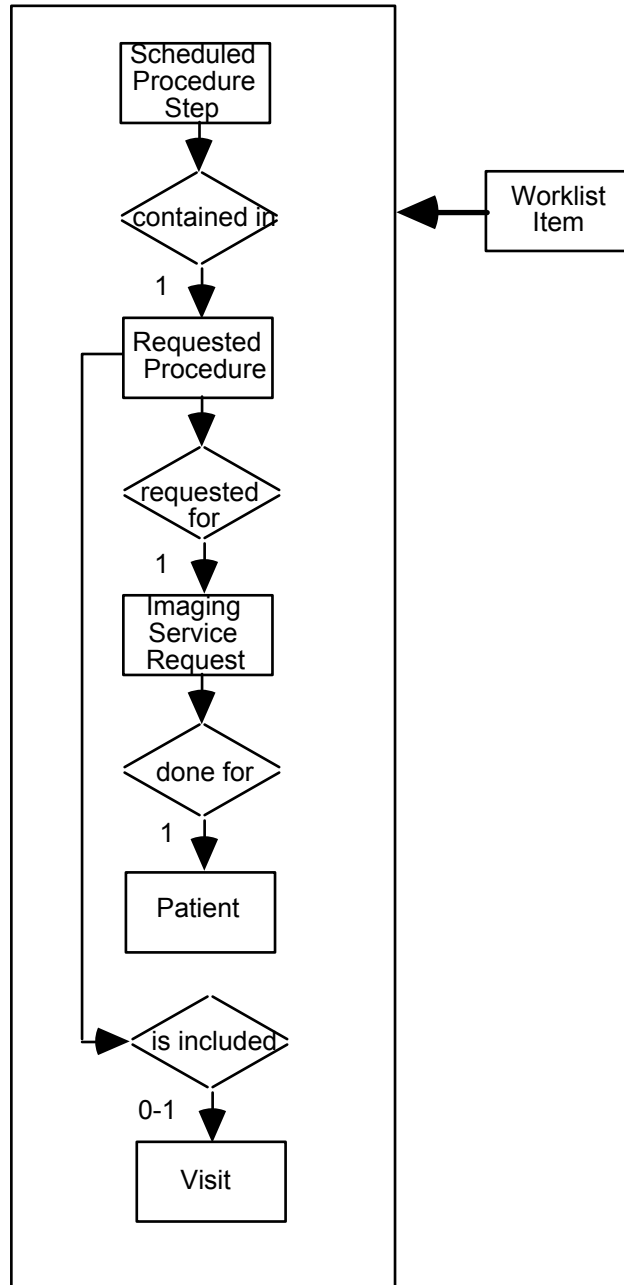 Scheduled
Procedure
Step
contained in
Worklist
Item
1
Requested
Procedure
requested
for
1
Imaging
Service
Request
done for
1
Patient
is included
0-1
Visit